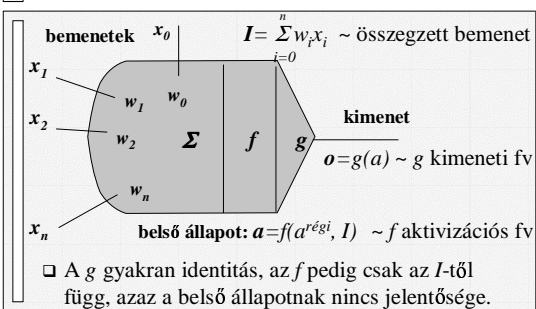 bemenetek x₀ I= Σⁿᵢ₌₀ wᵢxᵢ ~ összegzett bemenet
x₁
w₁ w₀
x₂ w₂ Σ f g kimenet
o=g(a) ~ g kimeneti fv
wₙ
xₙ belső állapot: a=f(aʳᵉ́ᵍⁱ, I) ~ f aktivizációs fv
❑ A g gyakran identitás, az f pedig csak az I-től
függ, azaz a belső állapotnak nincs jelentősége.